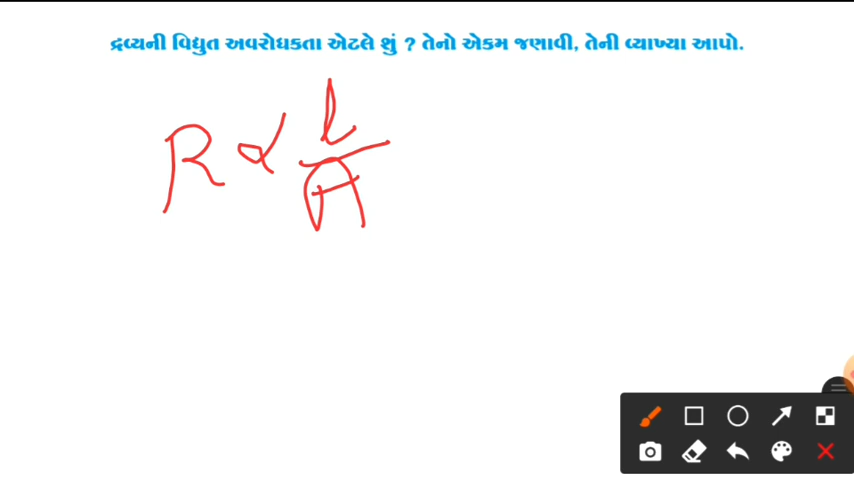 દ્રવ્યની વિદ્યુત અવરોધકતા એટલે શું ? તેનો એકમ જણાવી, તેની વ્યાખ્યા આપો.
R ∝ l/A